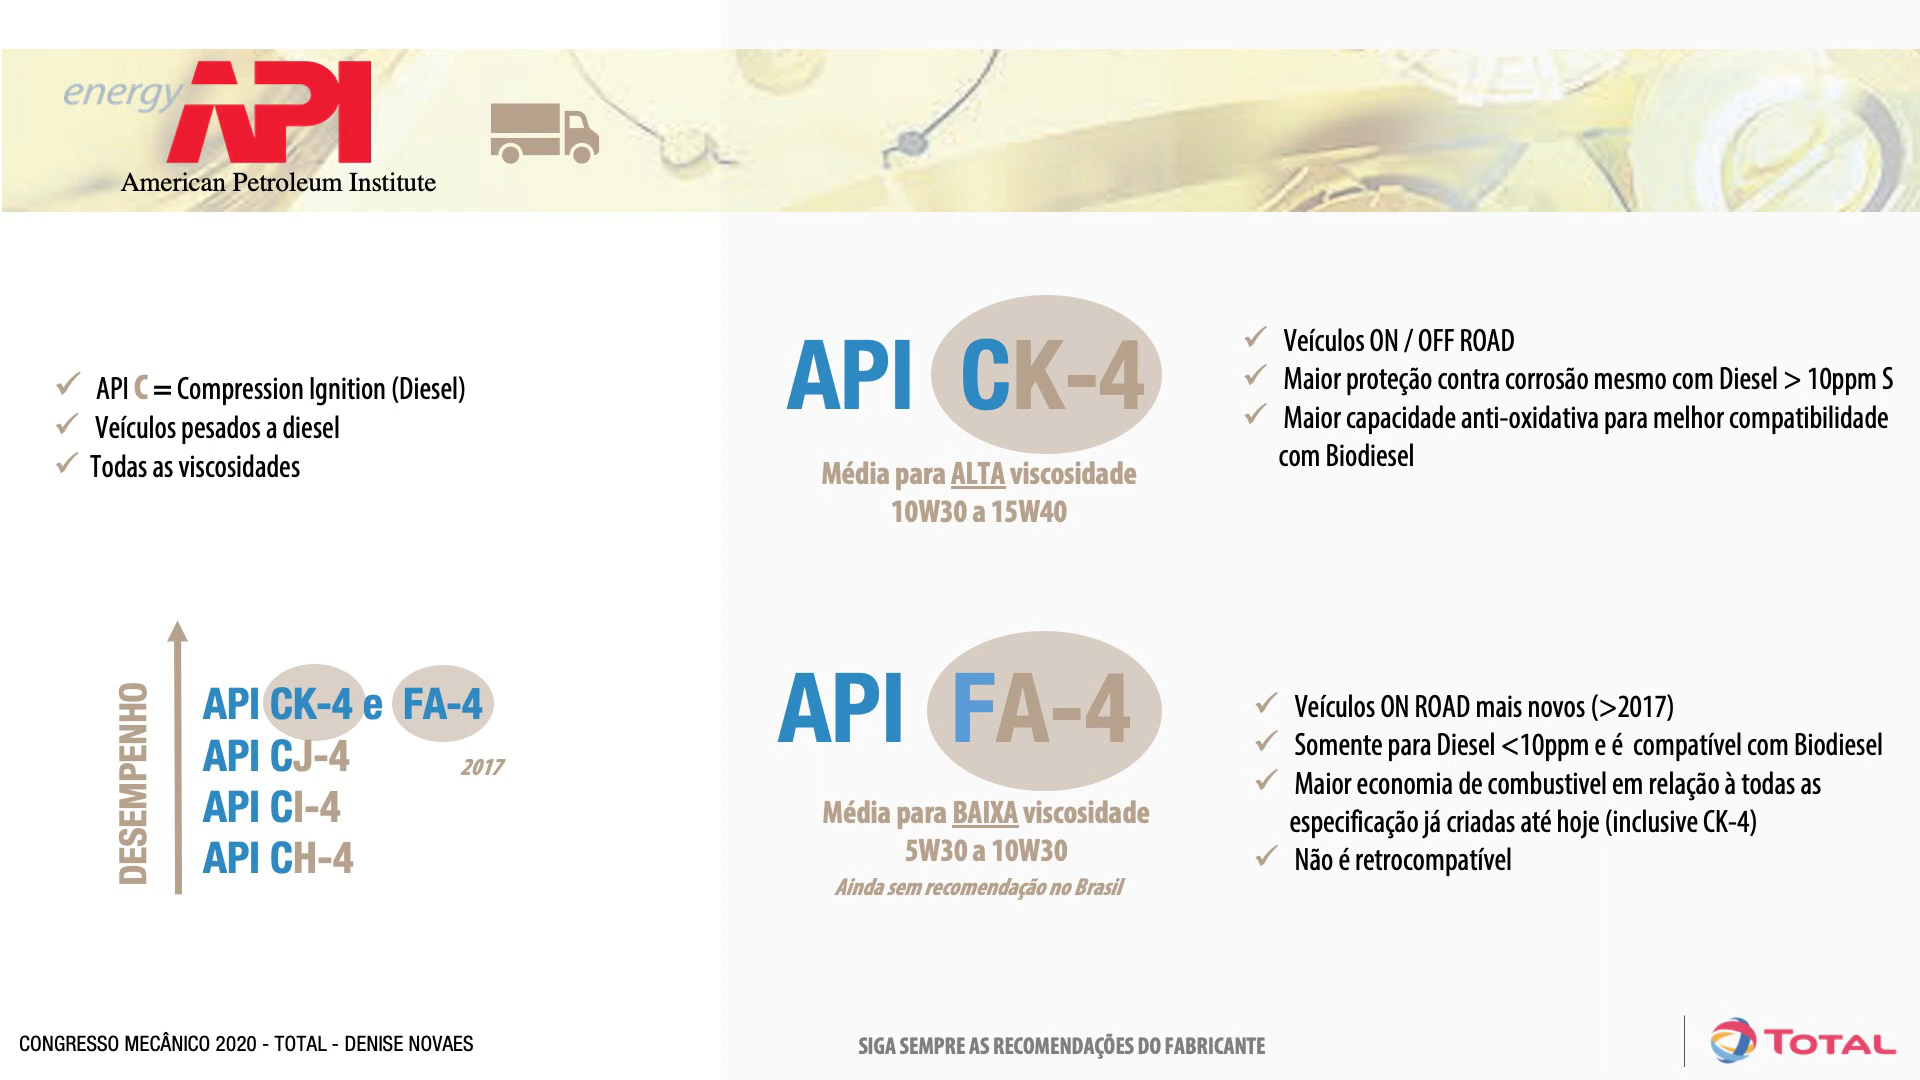 energy API
American Petroleum Institute
API C = Compression Ignition (Diesel)
Veículos pesados a diesel
Todas as viscosidades
DESEMPENHO
API CK-4 e FA-4
2017
API CJ-4
API CI-4
API CH-4
API CK-4
Média para ALTA viscosidade
10W30 a 15W40
Veículos ON / OFF ROAD
Maior proteção contra corrosão mesmo com Diesel > 10ppm S
Maior capacidade anti-oxidativa para melhor compatibilidade
com Biodiesel
API FA-4
Média para BAIXA viscosidade
5W30 a 10W30
Ainda sem recomendação no Brasil
Veículos ON ROAD mais novos (>2017)
Somente para Diesel <10ppm e é compatível com Biodiesel
Maior economia de combustivel em relação à todas as
especificação já criadas até hoje (inclusive CK-4)
Não é retrocompatível
CONGRESSO MECÂNICO 2020 - TOTAL - DENISE NOVAES
SIGA SEMPRE AS RECOMENDAÇÕES DO FABRICANTE
TOTAL